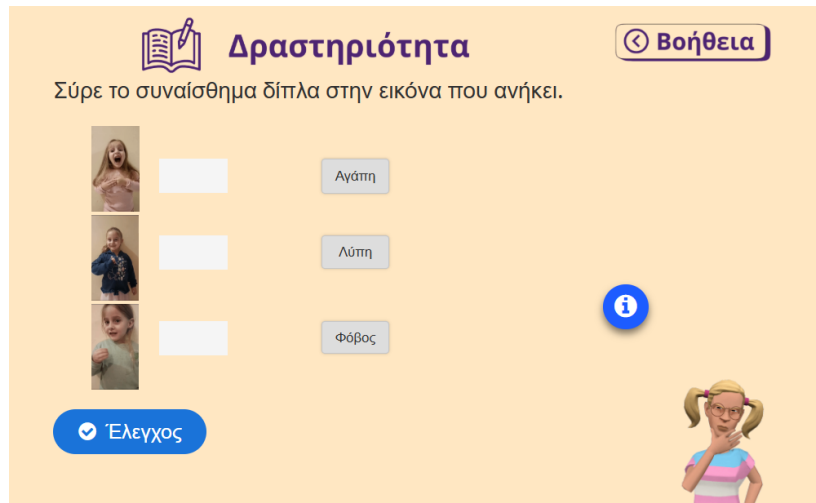 Δραστηριότητα
Βοήθεια
Σύρε το συναίσθημα δίπλα στην εικόνα που ανήκει.
Αγάπη
Λύπη
Φόβος
Έλεγχος